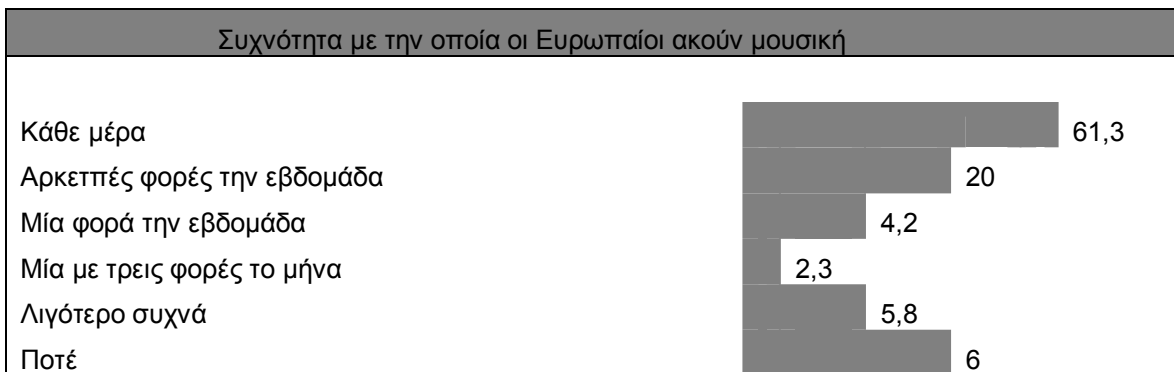 Συχνότητα με την οποία οι Ευρωπαίοι ακούν μουσική
Κάθε μέρα 61,3
Αρκετπές φορές την εβδομάδα 20
Μία φορά την εβδομάδα 4,2
Μία με τρεις φορές το μήνα 2,3
Λιγότερο συχνά 5,8
Ποτέ 6